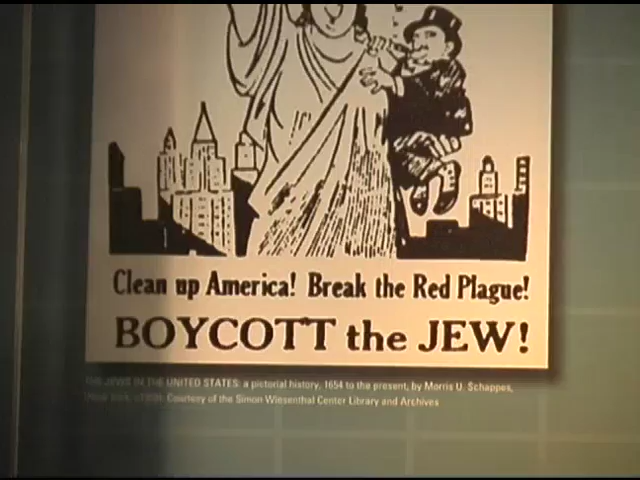 Clean up America! Break the Red Plague!
BOYCOTT the JEW!
THE JEWS IN THE UNITED STATES: a pictorial history, 1654 to the present, by Morris U. Schappes,
Courtesy of the Simon Wiesenthal Center Library and Archives